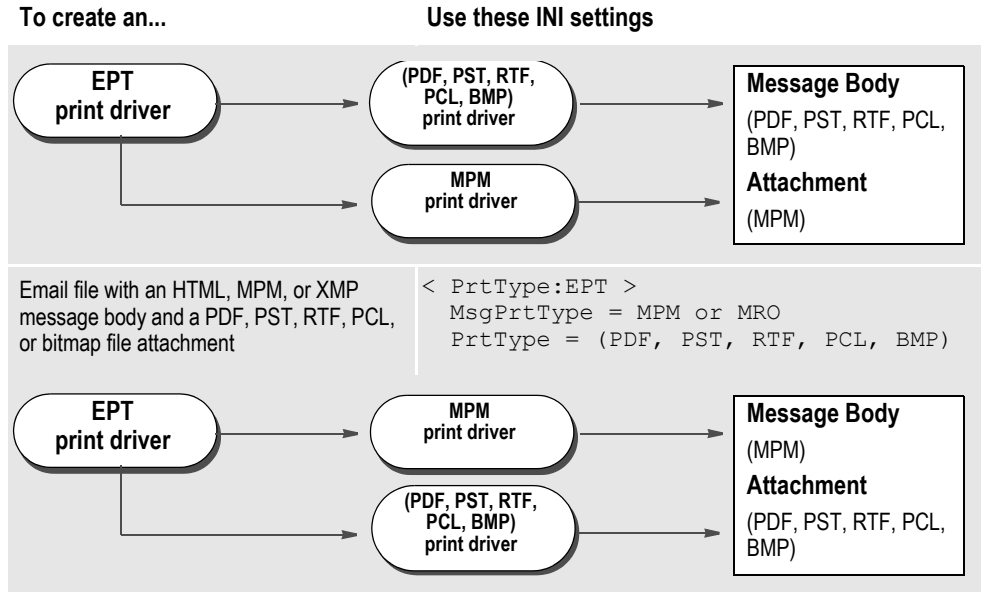 To create an...
Use these INI settings
EPT
print driver
(PDF, PST, RTF,
PCL, BMP)
print driver
MPM
print driver
Message Body
(PDF, PST, RTF, PCL,
BMP)
Attachment
(MPM)
Email file with an HTML, MPM, or XMP
message body and a PDF, PST, RTF, PCL,
or bitmap file attachment
< PrtType:EPT >
MsgPrtType = MPM or MRO
PrtType = (PDF, PST, RTF, PCL, BMP)
EPT
print driver
MPM
print driver
(PDF, PST, RTF,
PCL, BMP)
print driver
Message Body
(MPM)
Attachment
(PDF, PST, RTF, PCL,
BMP)